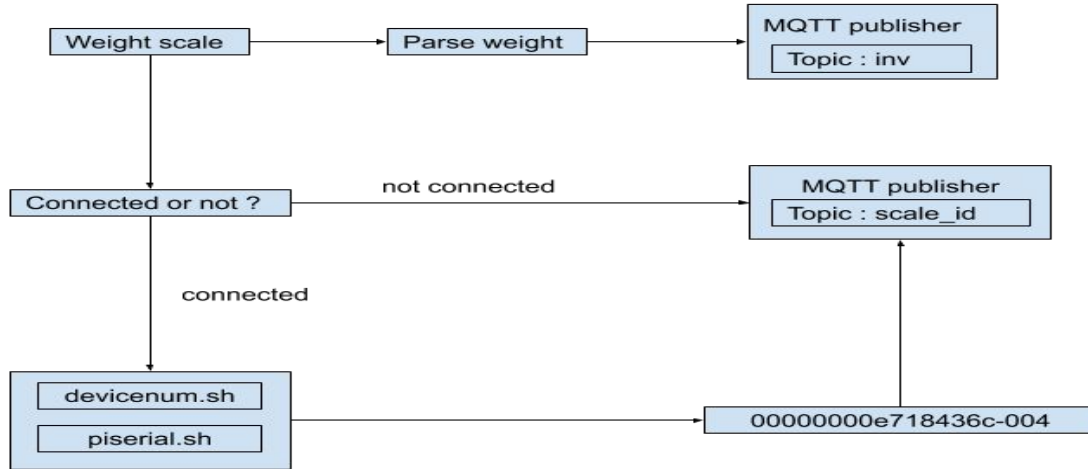 Weight scale
Parse weight
MQTT publisher
Topic : inv
Connected or not ?
not connected
MQTT publisher
Topic : scale_id
connected
devicenum.sh
piserial.sh
00000000e718436c-004